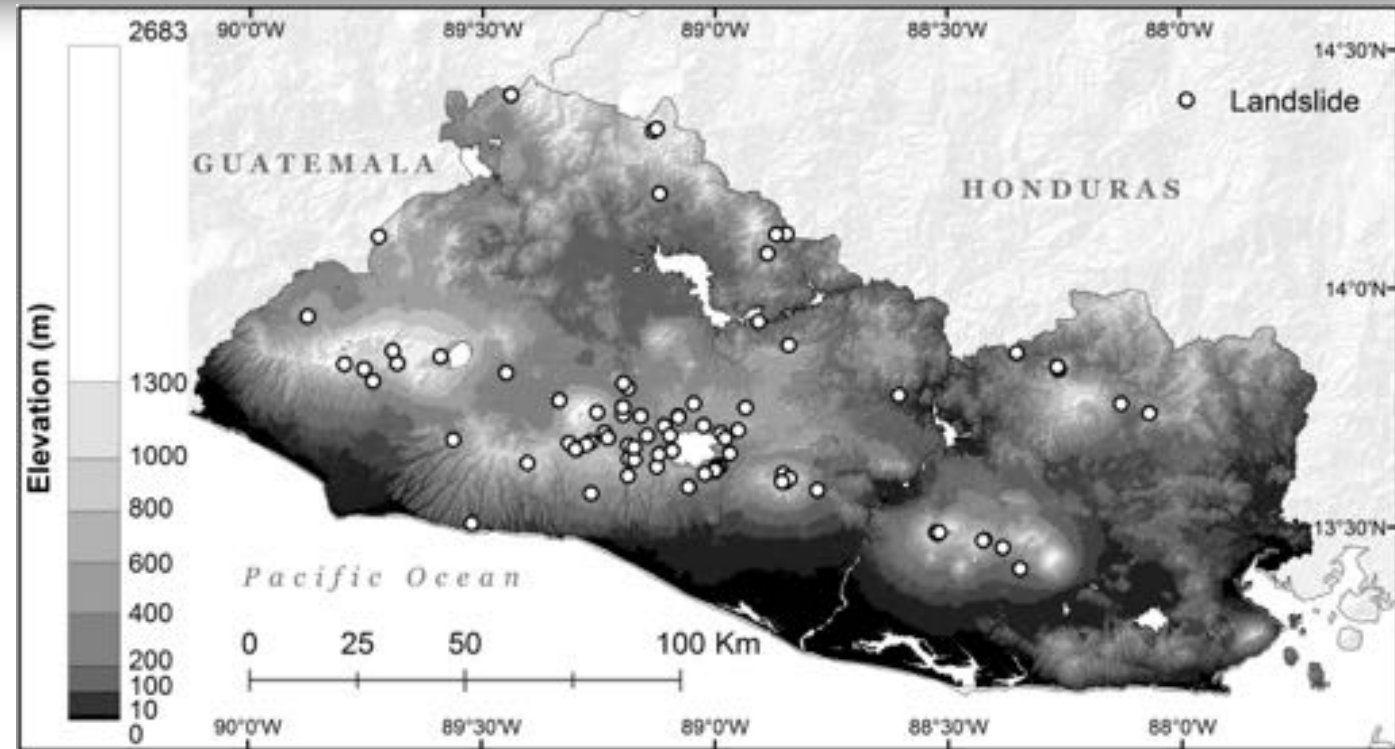 2683
90°0'W 89°30'W 89°0'W 88°30'W 88°0'W
14°30'N
Landslide
GUATEMALA
HONDURAS
14°0'N
Elevation (m)
1300
1000
800
600
400
200
100
10
0
13°30'N
Pacific Ocean
0 25 50 100 Km
90°0'W 89°30'W 89°0'W 88°30'W 88°0'W